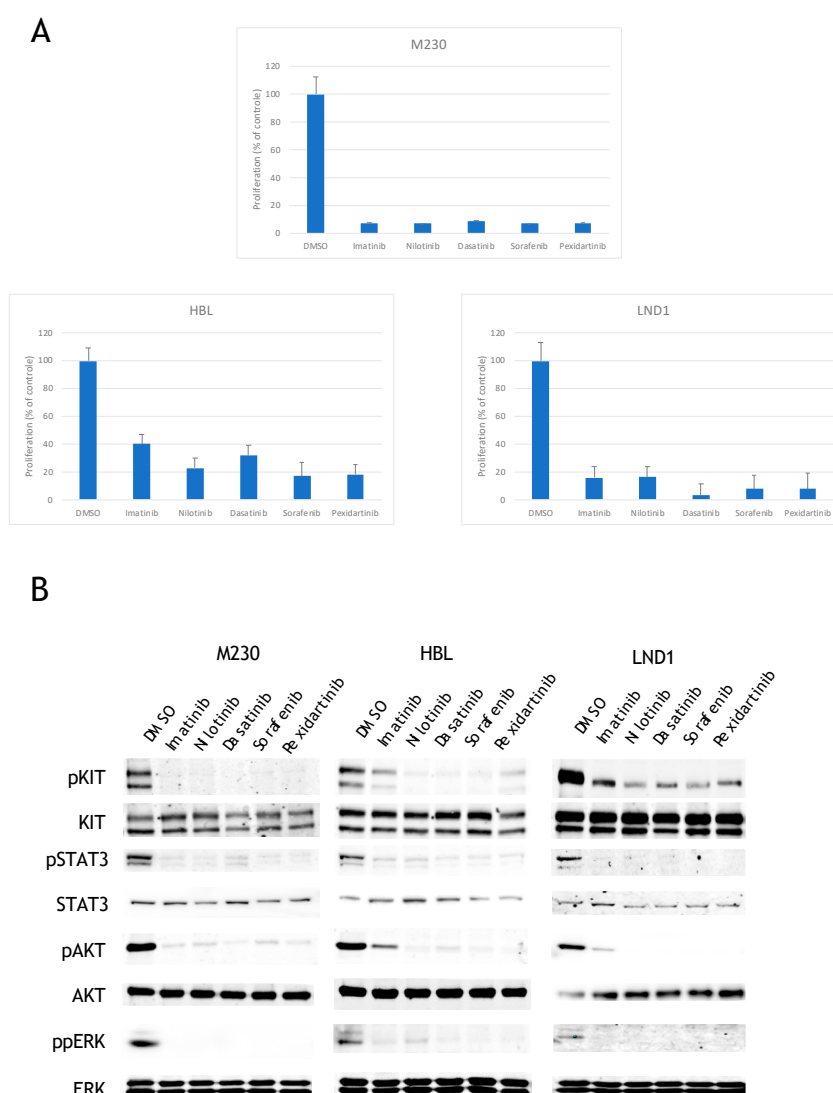 A
M230
Proliferation (% of controle)
120
100
80
60
40
20
0
DMSO Imatinib Nilotinib Dasatinib Sorafenib Pexidartinib
HBL
Proliferation (% of controle)
120
100
80
60
40
20
0
DMSO Imatinib Nilotinib Dasatinib Sorafenib Pexidartinib
LND1
Proliferation (% of controle)
120
100
80
60
40
20
0
DMSO Imatinib Nilotinib Dasatinib Sorafenib Pexidartinib
B
M230 HBL LND1
DMSO Imatinib Nilotinib Dasatinib Sorafenib Pexidartinib DMSO Imatinib Nilotinib Dasatinib Sorafenib Pexidartinib DMSO Imatinib Nilotinib Dasatinib Sorafenib Pexidartinib
pKIT
KIT
pSTAT3
STAT3
pAKT
AKT
ppERK
ERK